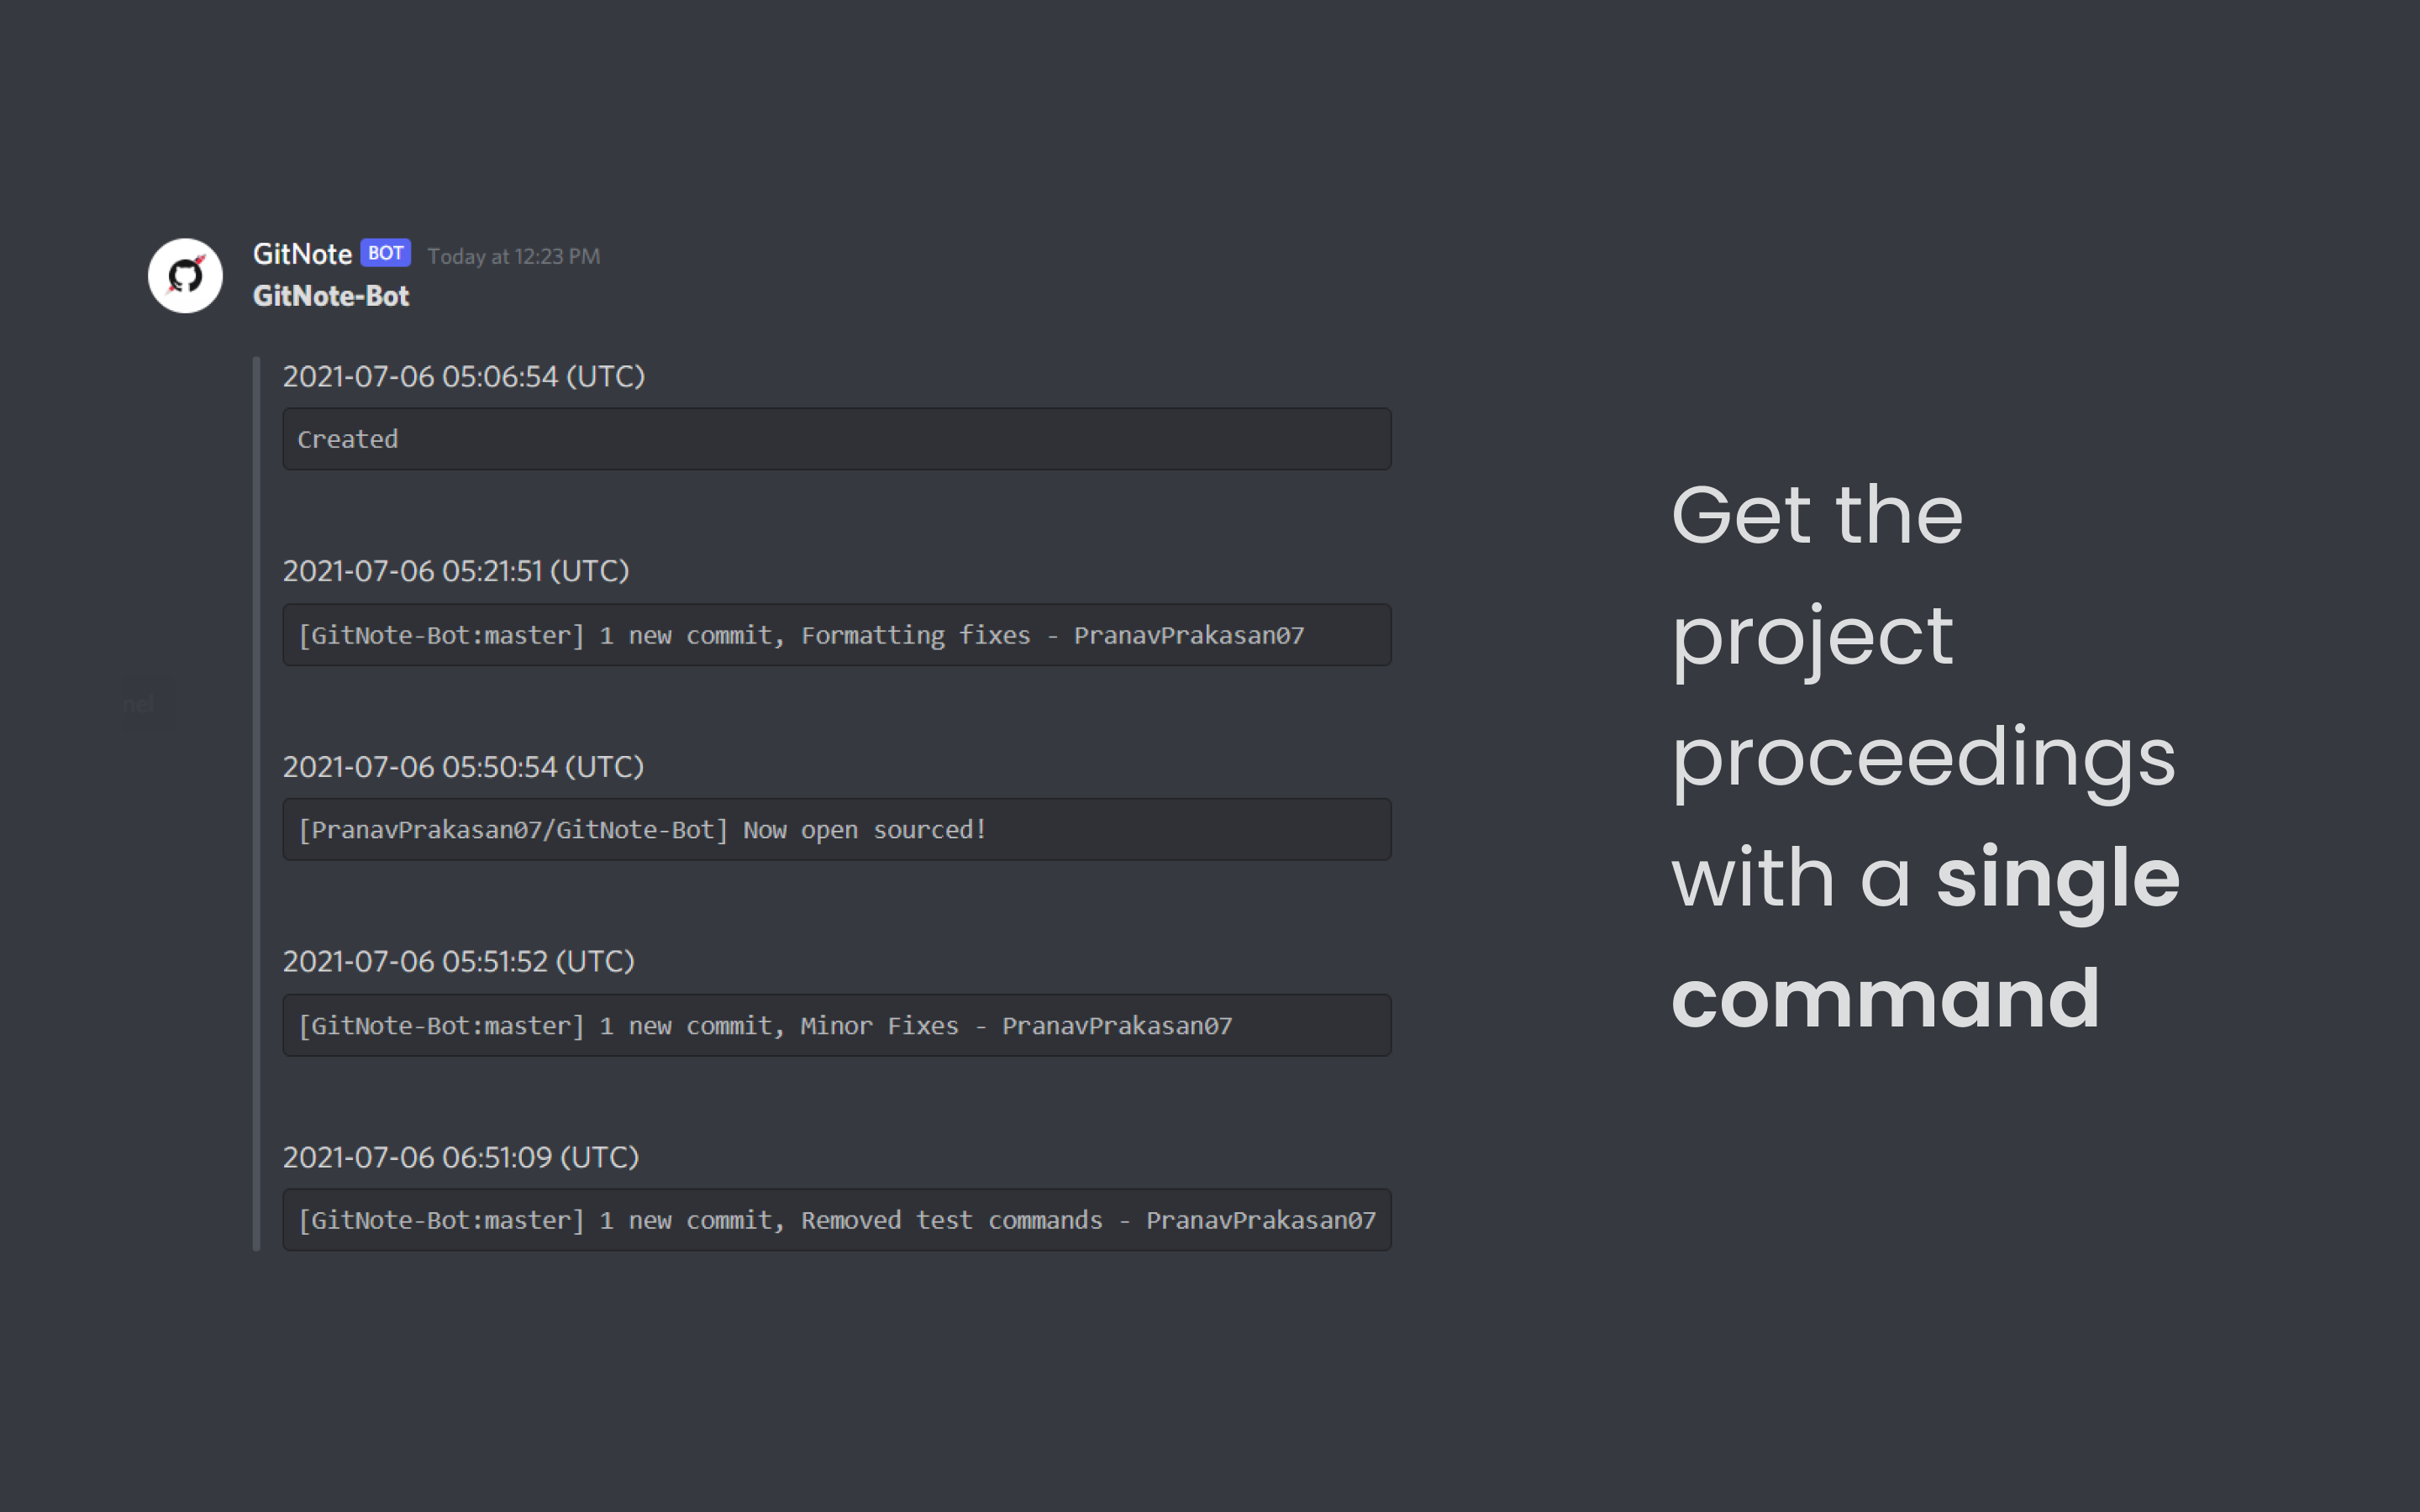 GitNote BOT Today at 12:23 PM
GitNote-Bot
2021-07-06 05:06:54 (UTC)
Created
2021-07-06 05:21:51 (UTC)
[GitNote-Bot:master] 1 new commit, Formatting fixes - PranavPrakasan07
2021-07-06 05:50:54 (UTC)
[PranavPrakasan07/GitNote-Bot] Now open sourced!
2021-07-06 05:51:52 (UTC)
[GitNote-Bot:master] 1 new commit, Minor Fixes - PranavPrakasan07
2021-07-06 06:51:09 (UTC)
[GitNote-Bot:master] 1 new commit, Removed test commands - PranavPrakasan07
nel
Get the
project
proceedings
with a single
command